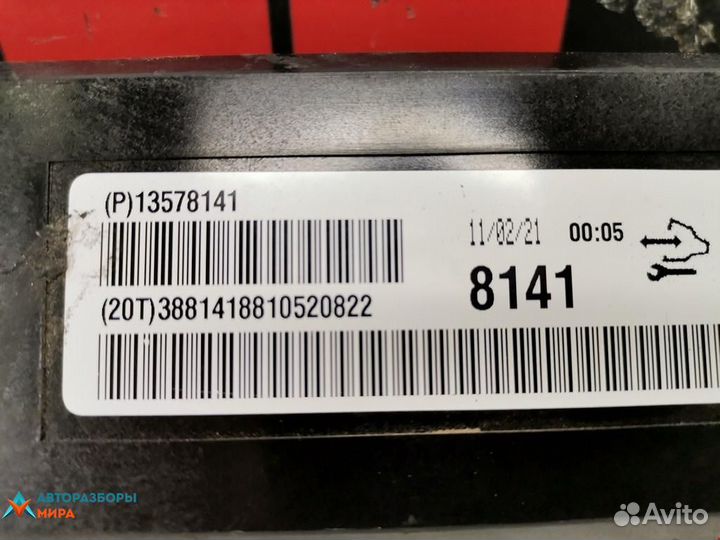 (P)13578141
11/02/21 00:05
8141
(20T)3881418810520822
АВТОРАЗБОРЫ
МИРА
Avito